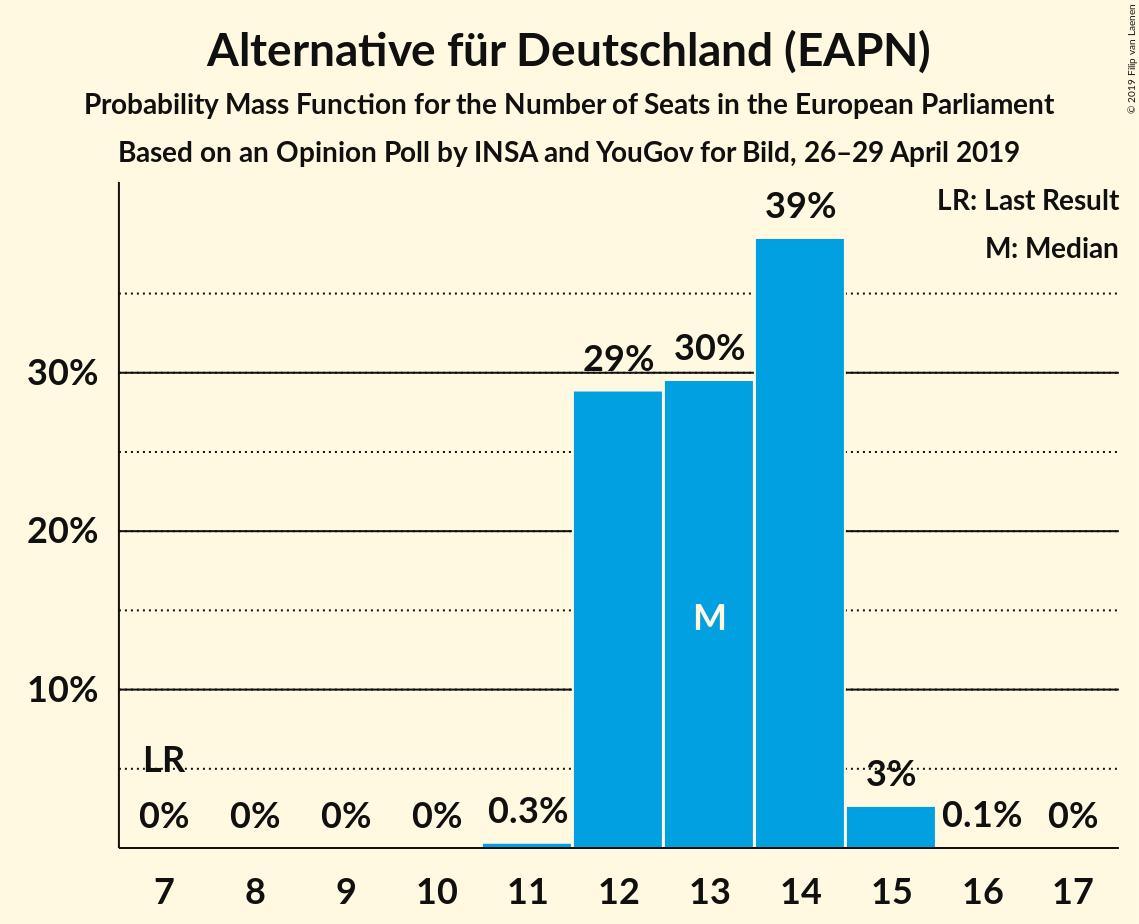 Alternative für Deutschland (EAPN)
Probability Mass Function for the Number of Seats in the European Parliament
Based on an Opinion Poll by INSA and YouGov for Bild, 26–29 April 2019
© 2019 Filip van Laenen
LR: Last Result
M: Median
39%
30%
29%
30%
20%
M
10%
LR
3%
0% 0% 0% 0% 0.3% 0.1% 0%
7 8 9 10 11 12 13 14 15 16 17